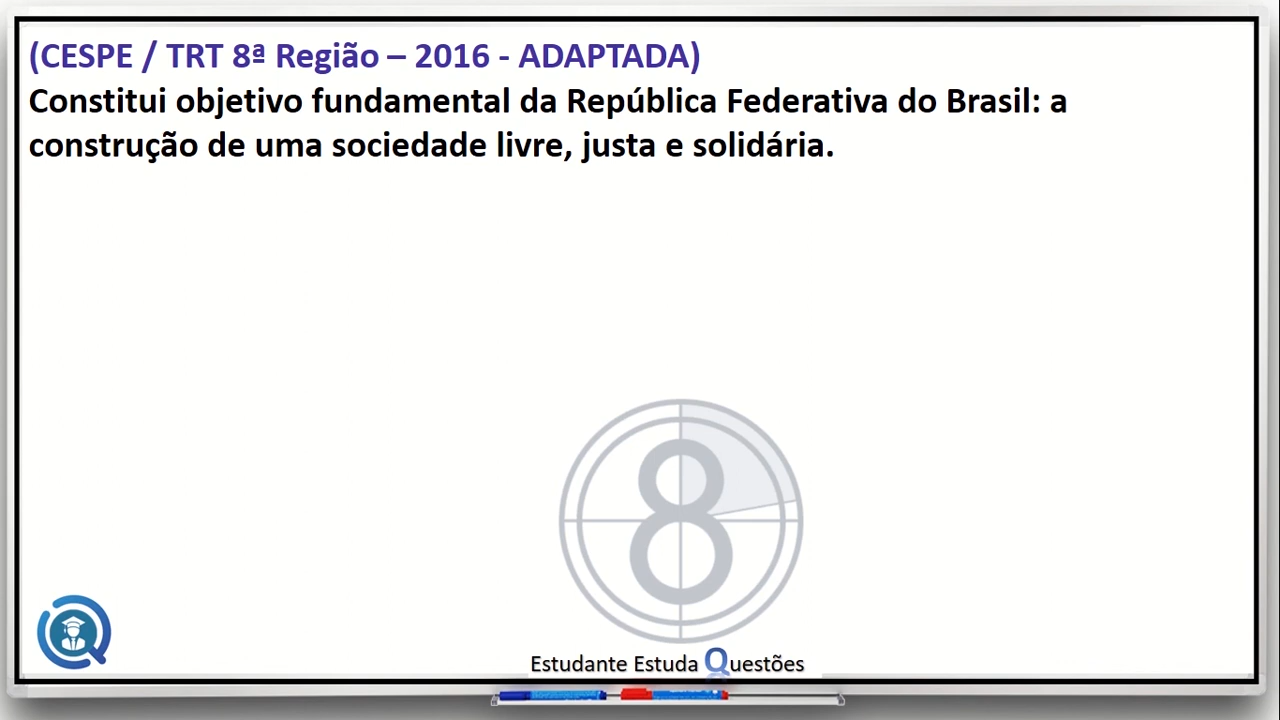 (CESPE / TRT 8ª Região – 2016 - ADAPTADA)
Constitui objetivo fundamental da República Federativa do Brasil: a
construção de uma sociedade livre, justa e solidária.
8
Estudante Estuda Questões